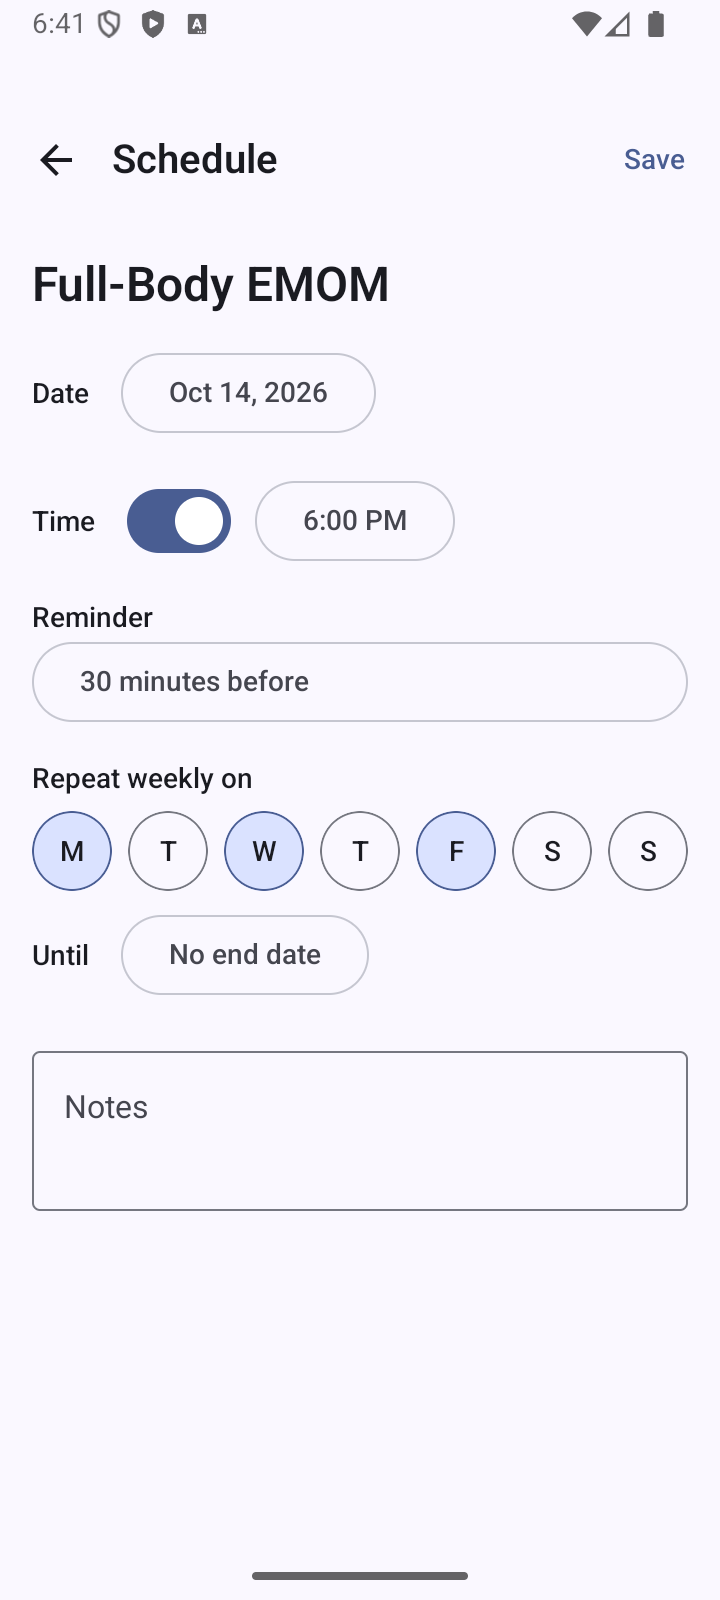 6:41
Schedule
Save
Full-Body EMOM
Date
Oct 14, 2026
Time
6:00 PM
Reminder
30 minutes before
Repeat weekly on
M T W T F S S
Until
No end date
Notes